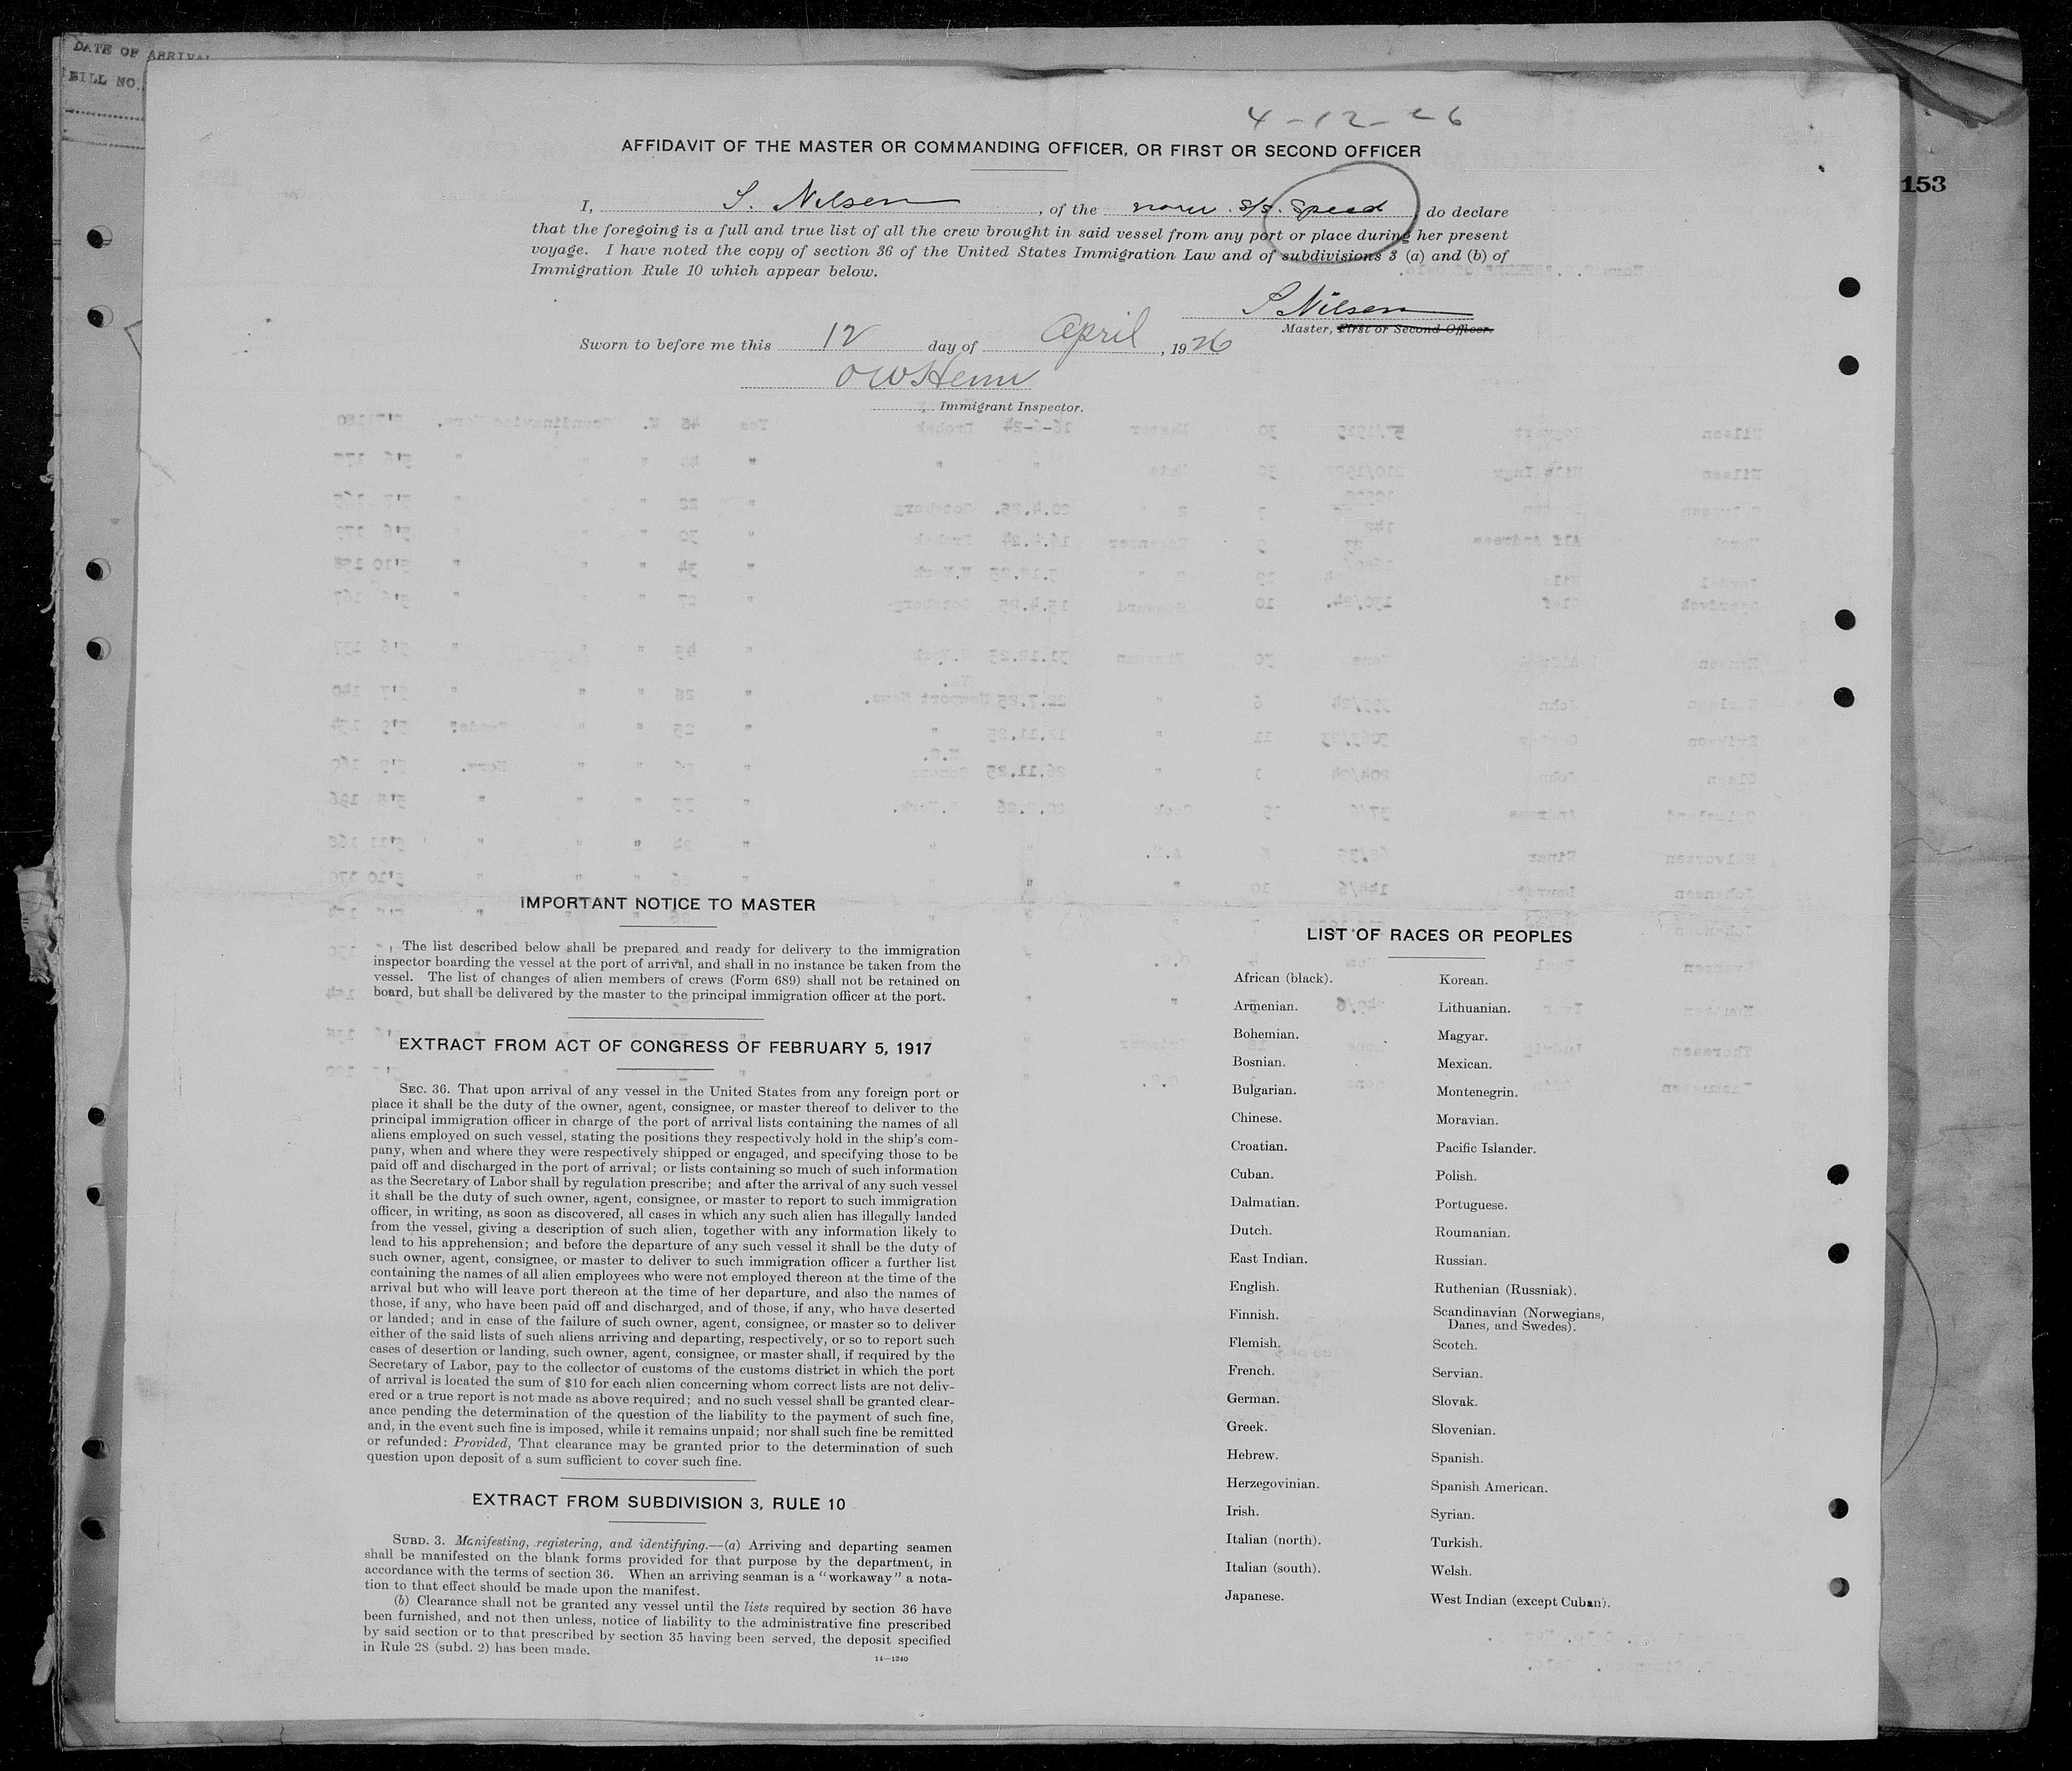 DATE OF ARRIVAL
BILL NO.
4-12-26
153
AFFIDAVIT OF THE MASTER OR COMMANDING OFFICER, OR FIRST OR SECOND OFFICER
I, S. Nilsen, of the norw. S/S. Speed do declare
that the foregoing is a full and true list of all the crew brought in said vessel from any port or place during her present
voyage. I have noted the copy of section 36 of the United States Immigration Law and of subdivisions 3 (a) and (b) of
Immigration Rule 10 which appear below.
S Nilsen
Master, First or Second Officer.
Sworn to before me this 12 day of April, 1926
Immigrant Inspector.
IMPORTANT NOTICE TO MASTER
The list described below shall be prepared and ready for delivery to the immigration
inspector boarding the vessel at the port of arrival, and shall in no instance be taken from the
vessel. The list of changes of alien members of crews (Form 689) shall not be retained on
board, but shall be delivered by the master to the principal immigration officer at the port.
EXTRACT FROM ACT OF CONGRESS OF FEBRUARY 5, 1917
SEC. 36. That upon arrival of any vessel in the United States from any foreign port or
place it shall be the duty of the owner, agent, consignee, or master thereof to deliver to the
principal immigration officer in charge of the port of arrival lists containing the names of all
aliens employed on such vessel, stating the positions they respectively hold in the ship's com-
pany, when and where they were respectively shipped or engaged, and specifying those to be
paid off and discharged in the port of arrival; or lists containing so much of such information
as the Secretary of Labor shall by regulation prescribe; and after the arrival of any such vessel
it shall be the duty of such owner, agent, consignee, or master to report to such immigration
officer, in writing, as soon as discovered, all cases in which any such alien has illegally landed
from the vessel, giving a description of such alien, together with any information likely to
lead to his apprehension; and before the departure of any such vessel it shall be the duty of
such owner, agent, consignee, or master to deliver to such immigration officer a further list
containing the names of all alien employees who were not employed thereon at the time of the
arrival but who will leave port thereon at the time of her departure, and also the names of
those, if any, who have been paid off and discharged, and of those, if any, who have deserted
or landed; and in case of the failure of such owner, agent, consignee, or master so to deliver
either of the said lists of such aliens arriving and departing, respectively, or so to report such
cases of desertion or landing, such owner, agent, consignee, or master shall, if required by the
Secretary of Labor, pay to the collector of customs of the customs district in which the port
of arrival is located the sum of $10 for each alien concerning whom correct lists are not deliv-
ered or a true report is not made as above required; and no such vessel shall be granted clear-
ance pending the determination of the question of the liability to the payment of such fine,
and, in the event such fine is imposed, while it remains unpaid; nor shall such fine be remitted
or refunded: Provided, That clearance may be granted prior to the determination of such
question upon deposit of a sum sufficient to cover such fine.
EXTRACT FROM SUBDIVISION 3, RULE 10
SUBD. 3. Manifesting, registering, and identifying.—(a) Arriving and departing seamen
shall be manifested on the blank forms provided for that purpose by the department, in
accordance with the terms of section 36. When an arriving seaman is a "workaway" a nota-
tion to that effect should be made upon the manifest.
(b) Clearance shall not be granted any vessel until the lists required by section 36 have
been furnished, and not then unless, notice of liability to the administrative fine prescribed
by said section or to that prescribed by section 35 having been served, the deposit specified
in Rule 28 (subd. 2) has been made.
14—1240
LIST OF RACES OR PEOPLES
African (black).
Armenian.
Bohemian.
Bosnian.
Bulgarian.
Chinese.
Croatian.
Cuban.
Dalmatian.
Dutch.
East Indian.
English.
Finnish.
Flemish.
French.
German.
Greek.
Hebrew.
Herzegovinian.
Irish.
Italian (north).
Italian (south).
Japanese.
Korean.
Lithuanian.
Magyar.
Mexican.
Montenegrin.
Moravian.
Pacific Islander.
Polish.
Portuguese.
Roumanian.
Russian.
Ruthenian (Russniak).
Scandinavian (Norwegians,
Danes, and Swedes).
Scotch.
Servian.
Slovak.
Slovenian.
Spanish.
Spanish American.
Syrian.
Turkish.
Welsh.
West Indian (except Cuban).